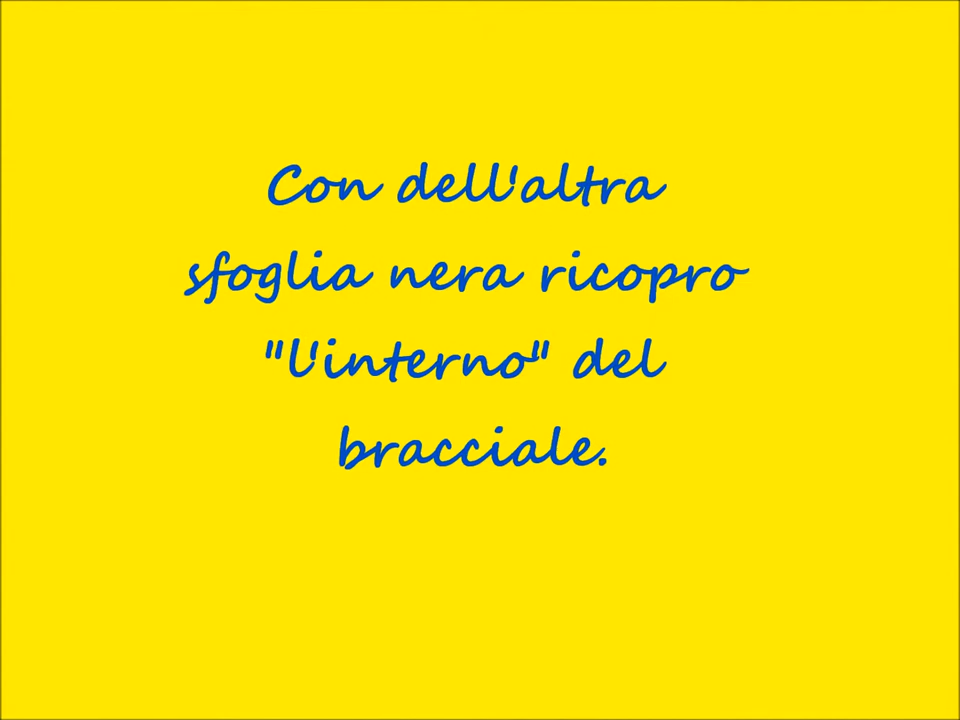 Con dell'altra
sfoglia nera ricopro
"l'interno" del
bracciale.